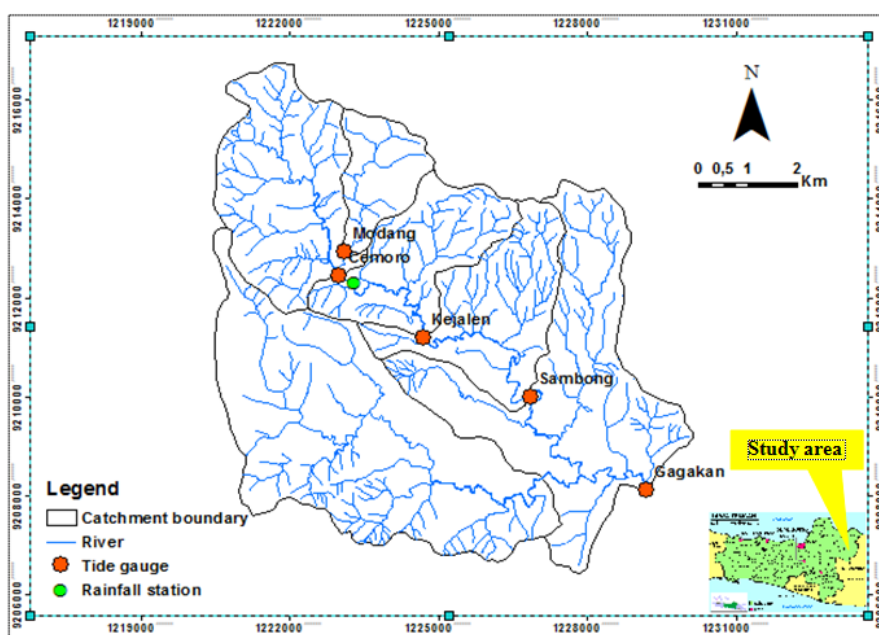 1219000 1222000 1225000 1228000 1231000
9216000
9214000
9212000
9210000
9208000
9206000
N
0 0,5 1 2
Km
Modang
Cemoro
Kejalen
Sambong
Gagakan
Study area
Legend
Catchment boundary
River
Tide gauge
Rainfall station
1219000 1222000 1225000 1228000 1231000